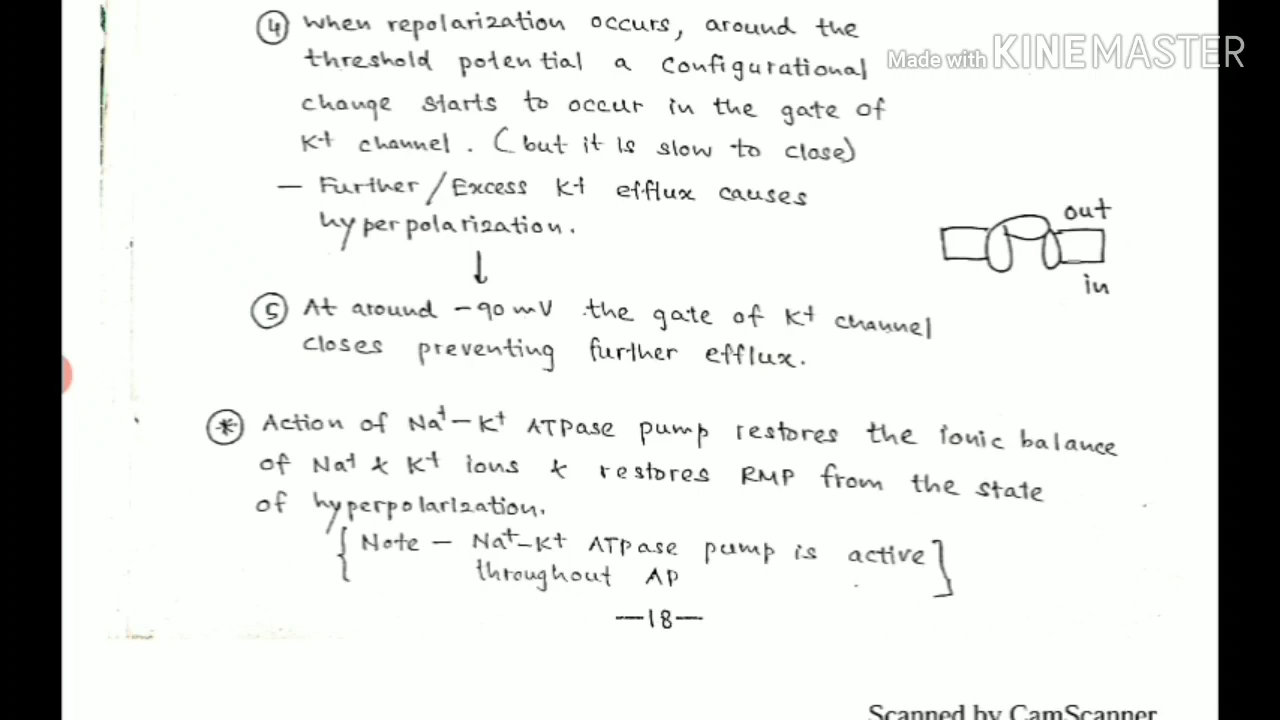 ④ When repolarization occurs, around the
threshold potential a configurational
change starts to occur in the gate of
K+ channel. (but it is slow to close)
— Further/Excess K+ efflux causes
hyperpolarization.
↓
⑤ At around -90 mV the gate of K+ channel
closes preventing further efflux.
out
in
* Action of Na+-K+ ATPase pump restores the ionic balance
of Na+ & K+ ions & restores RMP from the state
of hyperpolarization.
{ Note — Na+-K+ ATPase pump is active
throughout AP ]
—18—
Made with KINEMASTER
Scanned by CamScanner